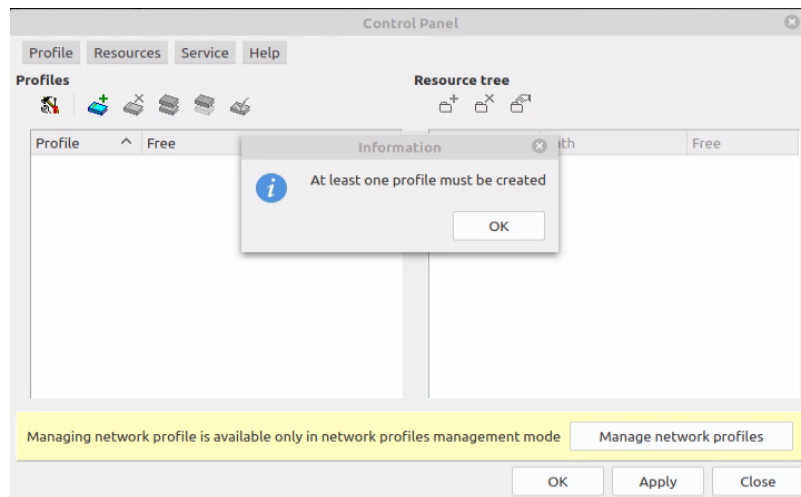 Control Panel
Profile Resources Service Help
Profiles
Resource tree
Profile Free
Free
Information
At least one profile must be created
OK
Managing network profile is available only in network profiles management mode
Manage network profiles
OK Apply Close